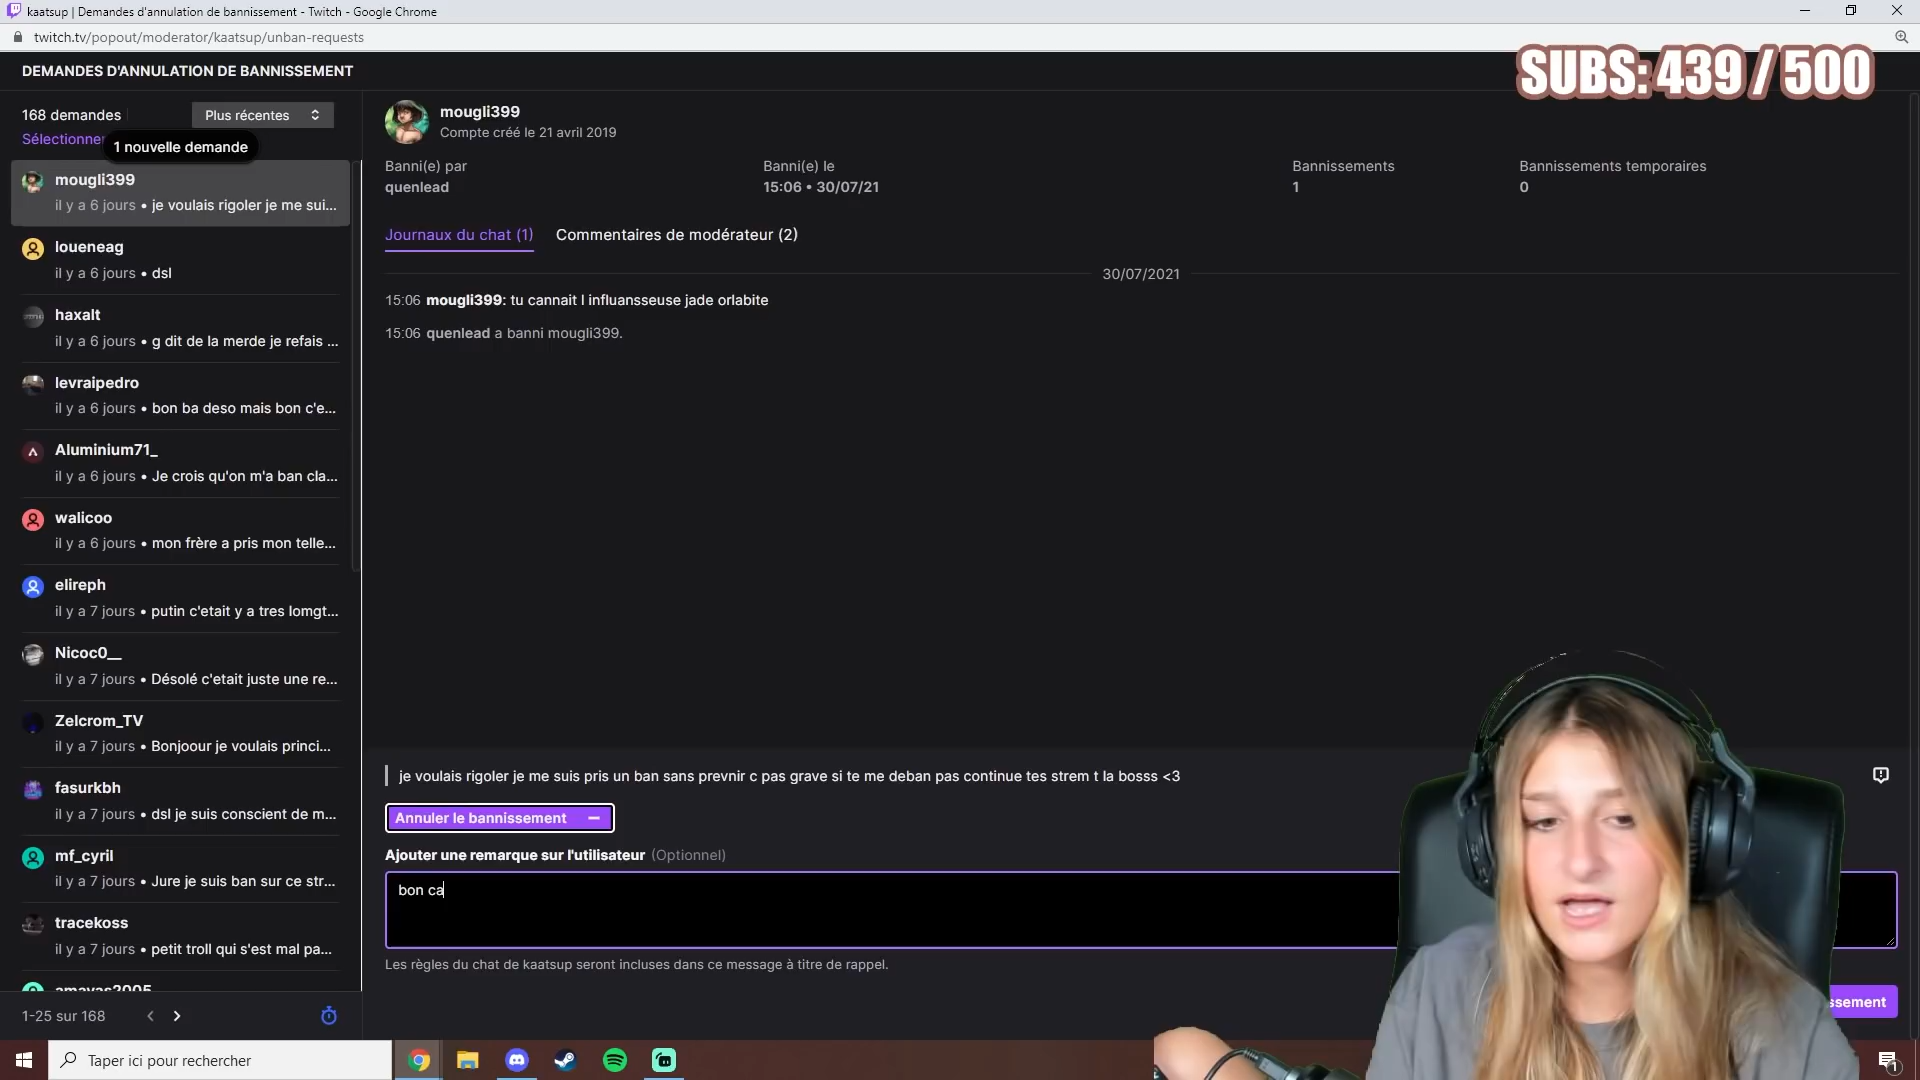 kaatsup | Demandes d'annulation de bannissement - Twitch - Google Chrome
twitch.tv/popout/moderator/kaatsup/unban-requests
DEMANDES D'ANNULATION DE BANNISSEMENT
SUBS: 439 / 500
168 demandes
Plus récentes
Sélectionner
1 nouvelle demande
mougli399
il y a 6 jours • je voulais rigoler je me sui...
loueneag
il y a 6 jours • dsl
haxalt
il y a 6 jours • g dit de la merde je refais ...
levraipedro
il y a 6 jours • bon ba deso mais bon c'e...
Aluminium71_
il y a 6 jours • Je crois qu'on m'a ban cla...
walicoo
il y a 6 jours • mon frère a pris mon telle...
elireph
il y a 7 jours • putin c'etait y a tres lomgt...
Nicoc0__
il y a 7 jours • Désolé c'etait juste une re...
Zelcrom_TV
il y a 7 jours • Bonjoour je voulais princi...
fasurkbh
il y a 7 jours • dsl je suis conscient de m...
mf_cyril
il y a 7 jours • Jure je suis ban sur ce str...
tracekoss
il y a 7 jours • petit troll qui s'est mal pa...
amayas2005
1-25 sur 168
mougli399
Compte créé le 21 avril 2019
Banni(e) par
quenlead
Banni(e) le
15:06 • 30/07/21
Bannissements
1
Bannissements temporaires
0
Journaux du chat (1)
Commentaires de modérateur (2)
30/07/2021
15:06 mougli399: tu cannait l influansseuse jade orlabite
15:06 quenlead a banni mougli399.
je voulais rigoler je me suis pris un ban sans prevnir c pas grave si te me deban pas continue tes strem t la bosss <3
Annuler le bannissement
Ajouter une remarque sur l'utilisateur (Optionnel)
bon ca
Les règles du chat de kaatsup seront incluses dans ce message à titre de rappel.
ssement
Taper ici pour rechercher
1